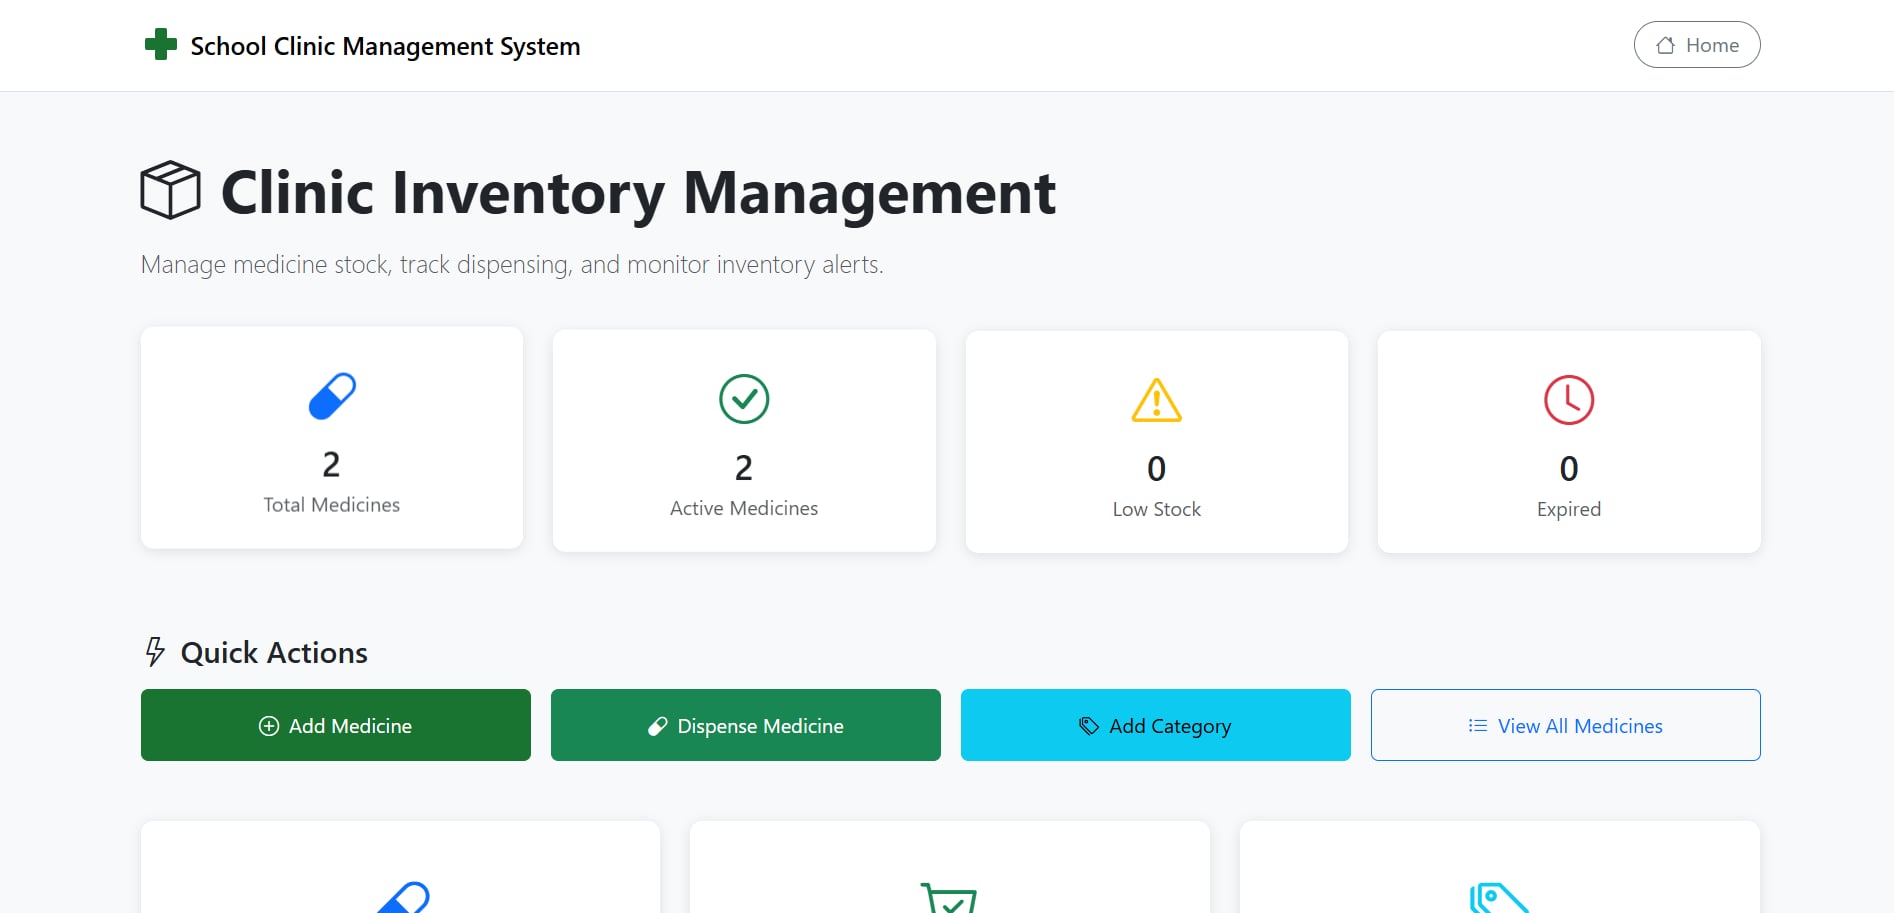 School Clinic Management System
Home
Clinic Inventory Management
Manage medicine stock, track dispensing, and monitor inventory alerts.
2
Total Medicines
2
Active Medicines
0
Low Stock
0
Expired
Quick Actions
Add Medicine
Dispense Medicine
Add Category
View All Medicines